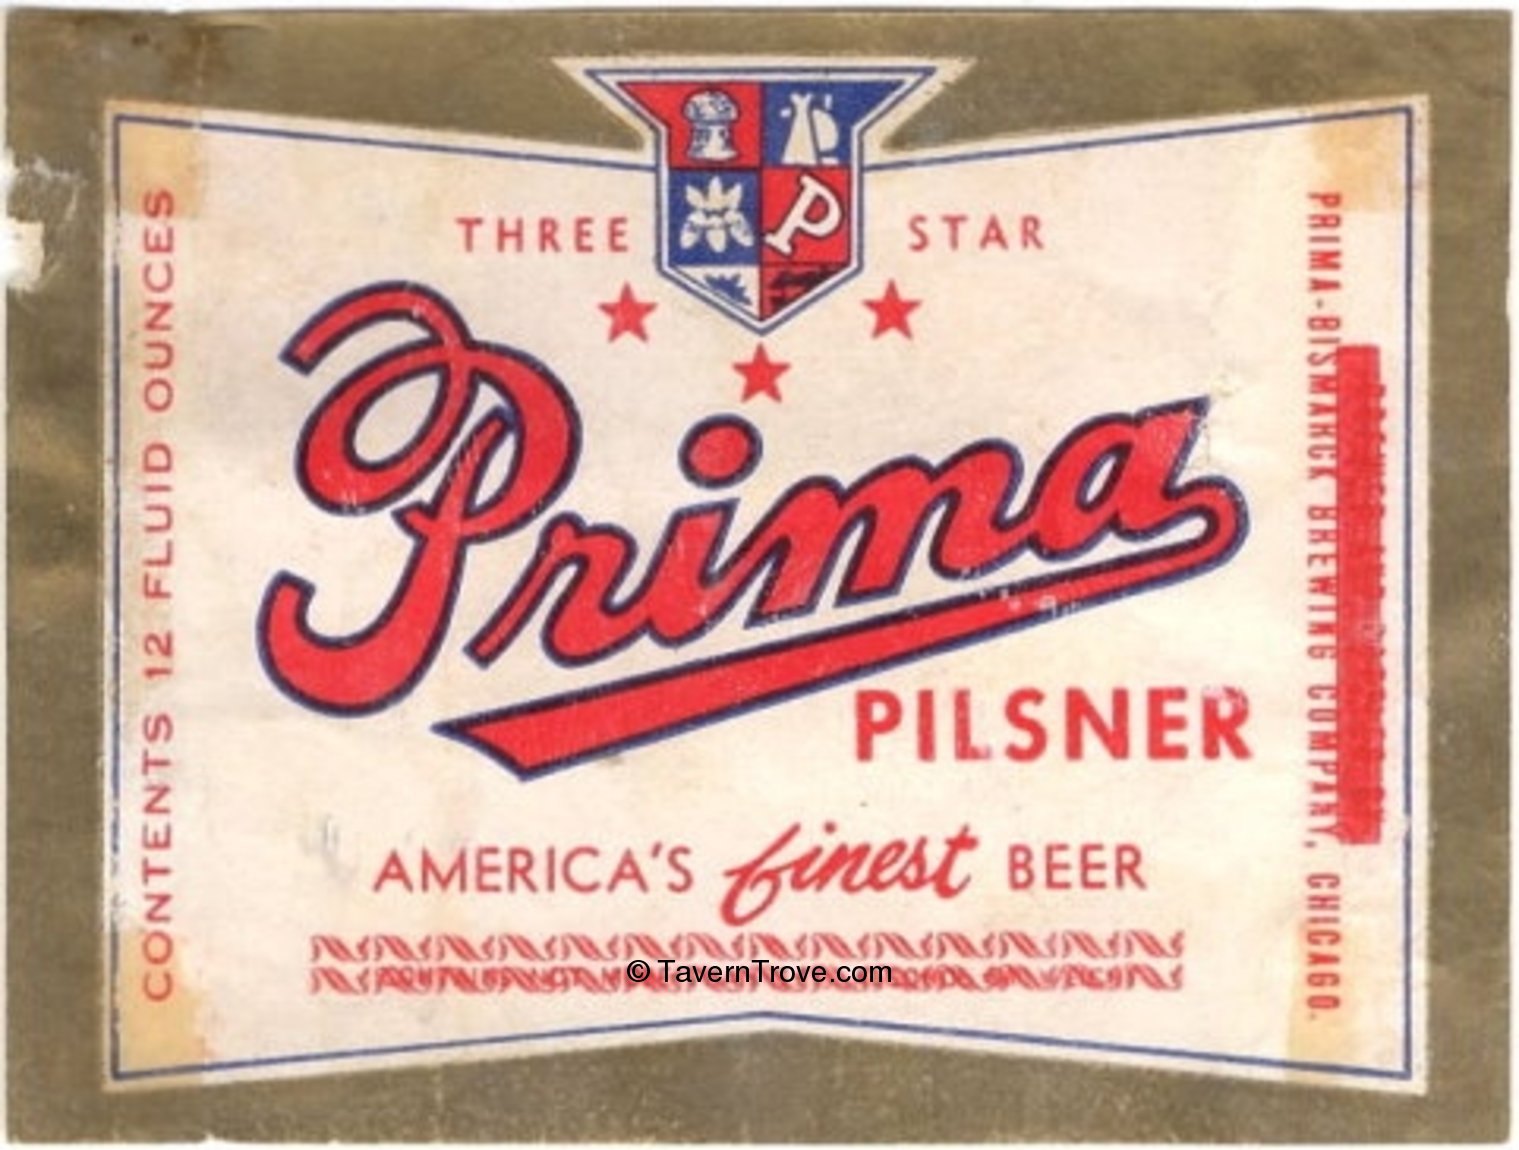 THREE STAR
P
Prima
PILSNER
AMERICA'S finest BEER
CONTENTS 12 FLUID OUNCES
PRIMA-BISMARCK BREWING COMPANY, CHICAGO.
© TavernTrove.com